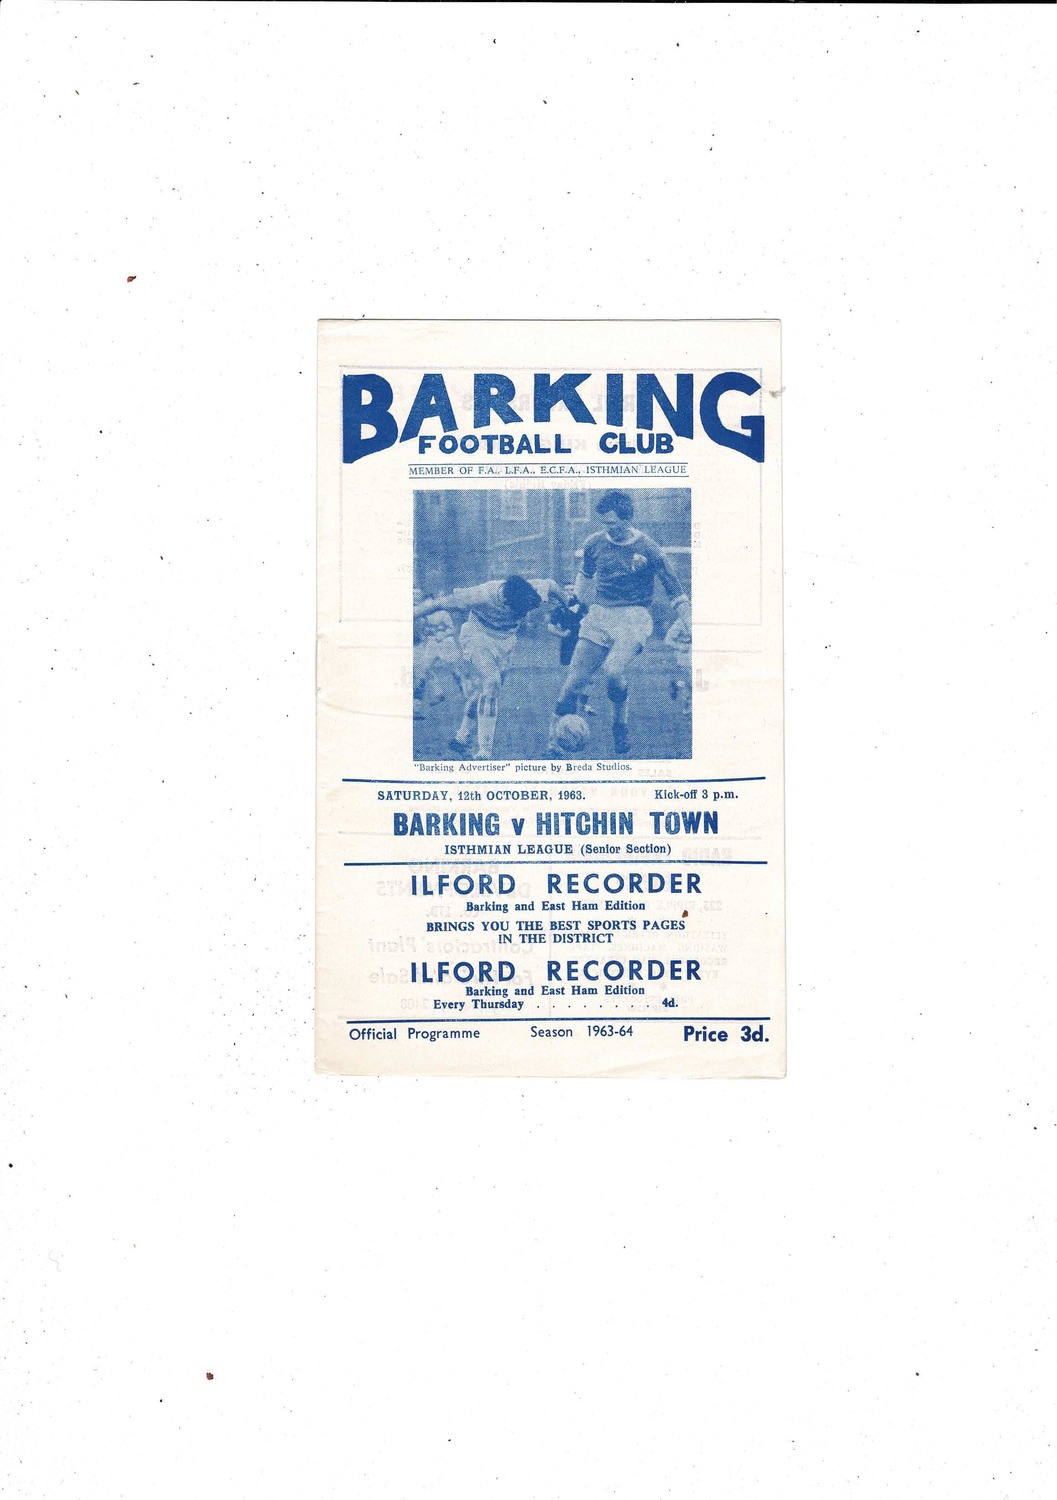 BARKING
FOOTBALL CLUB
MEMBER OF F.A., L.F.A., E.C.F.A., ISTHMIAN LEAGUE
"Barking Advertiser" picture by Breda Studios.
SATURDAY, 12th OCTOBER, 1963. Kick-off 3 p.m.
BARKING v HITCHIN TOWN
ISTHMIAN LEAGUE (Senior Section)
ILFORD RECORDER
Barking and East Ham Edition
BRINGS YOU THE BEST SPORTS PAGES
IN THE DISTRICT
ILFORD RECORDER
Barking and East Ham Edition
Every Thursday . . . . . . . . . 4d.
Official Programme Season 1963-64 Price 3d.